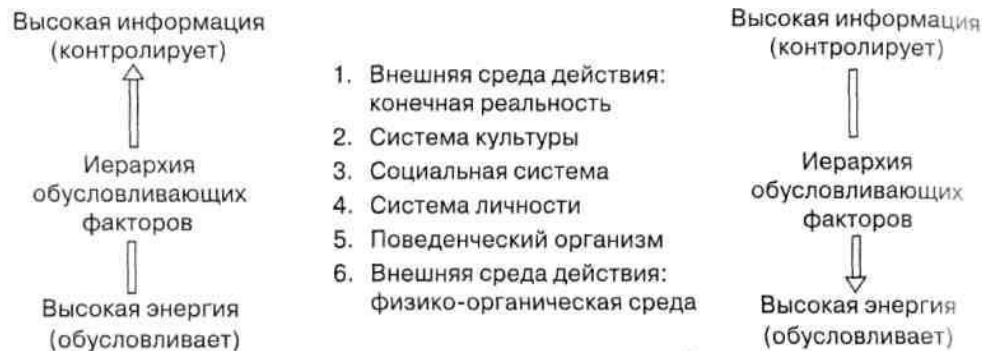 Высокая информация
(контролирует)
Иерархия
обусловливающих
факторов
Высокая энергия
(обусловливает)
1. Внешняя среда действия:
конечная реальность
2. Система культуры
3. Социальная система
4. Система личности
5. Поведенческий организм
6. Внешняя среда действия:
физико-органическая среда
Высокая информация
(контролирует)
Иерархия
обусловливающих
факторов
Высокая энергия
(обусловливает)